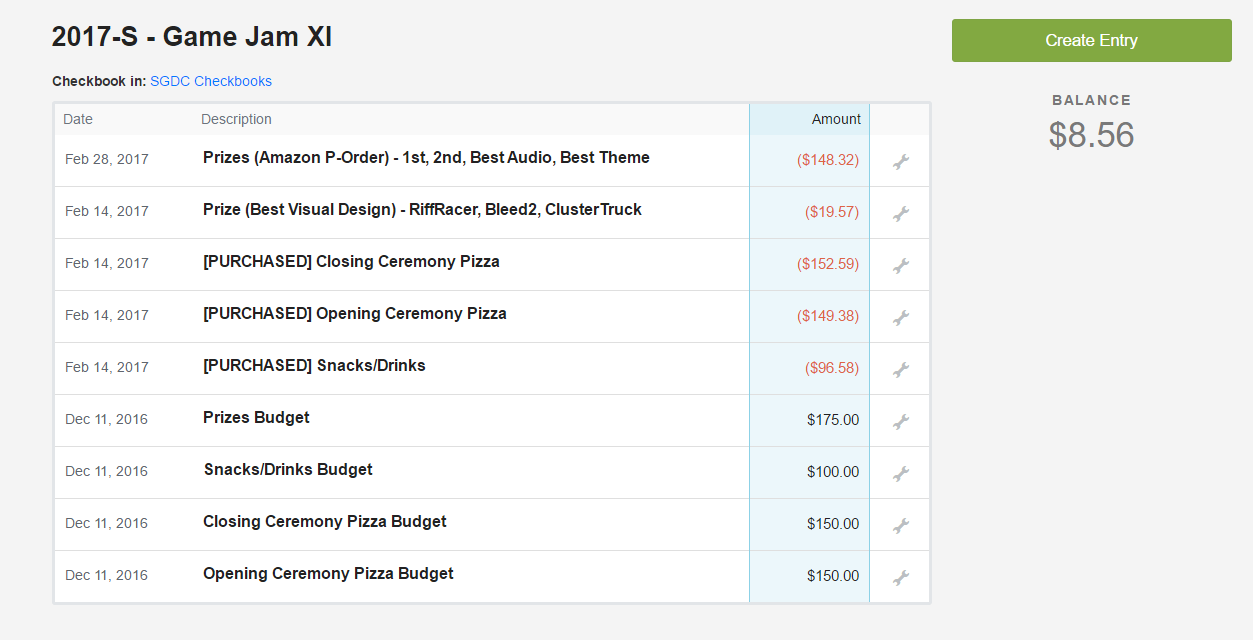 2017-S - Game Jam XI
Create Entry
Checkbook in: SGDC Checkbooks
BALANCE
$8.56
Date Description Amount
Feb 28, 2017 Prizes (Amazon P-Order) - 1st, 2nd, Best Audio, Best Theme ($148.32)
Feb 14, 2017 Prize (Best Visual Design) - RiffRacer, Bleed2, ClusterTruck ($19.57)
Feb 14, 2017 [PURCHASED] Closing Ceremony Pizza ($152.59)
Feb 14, 2017 [PURCHASED] Opening Ceremony Pizza ($149.38)
Feb 14, 2017 [PURCHASED] Snacks/Drinks ($96.58)
Dec 11, 2016 Prizes Budget $175.00
Dec 11, 2016 Snacks/Drinks Budget $100.00
Dec 11, 2016 Closing Ceremony Pizza Budget $150.00
Dec 11, 2016 Opening Ceremony Pizza Budget $150.00